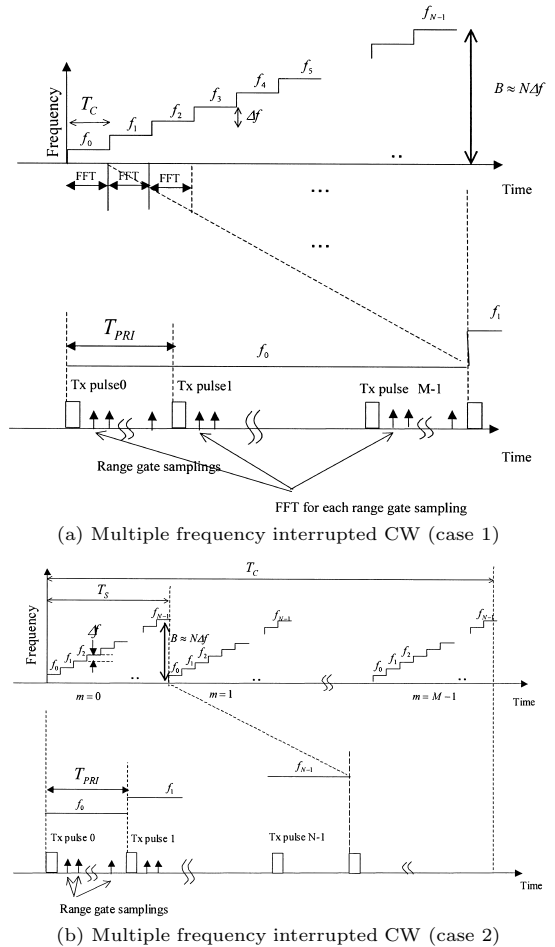 f_{N-1}
f_5
f_4
f_3
f_2
f_1
f_0
B ≈ NΔf
Δf
T_C
Frequency
FFT FFT FFT
Time
...
...
..
T_{PRI}
f_0
f_1
Tx pulse0 Tx pulse1 Tx pulse M-1
Time
Range gate samplings
FFT for each range gate sampling
(a) Multiple frequency interrupted CW (case 1)
T_C
T_S
Frequency
Δf
f_0 f_1 f_2 f_{N-1}
B ≈ NΔf
f_0 f_1 f_2 f_{N-1}
f_0 f_1 f_2 f_{N-1}
.. .. ..
m = 0 m = 1 m = M-1
Time
T_{PRI}
f_0
f_1
f_{N-1}
Tx pulse 0 Tx pulse 1 Tx pulse N-1
Time
Range gate samplings
(b) Multiple frequency interrupted CW (case 2)